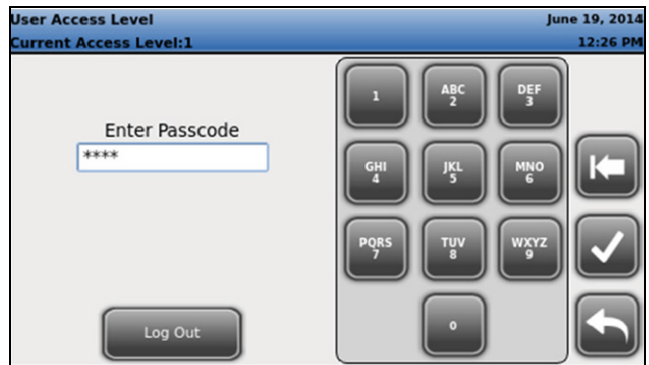 User Access Level
June 19, 2014
Current Access Level:1
12:26 PM
Enter Passcode
****
1
ABC
2
DEF
3
GHI
4
JKL
5
MNO
6
PQRS
7
TUV
8
WXYZ
9
0
Log Out